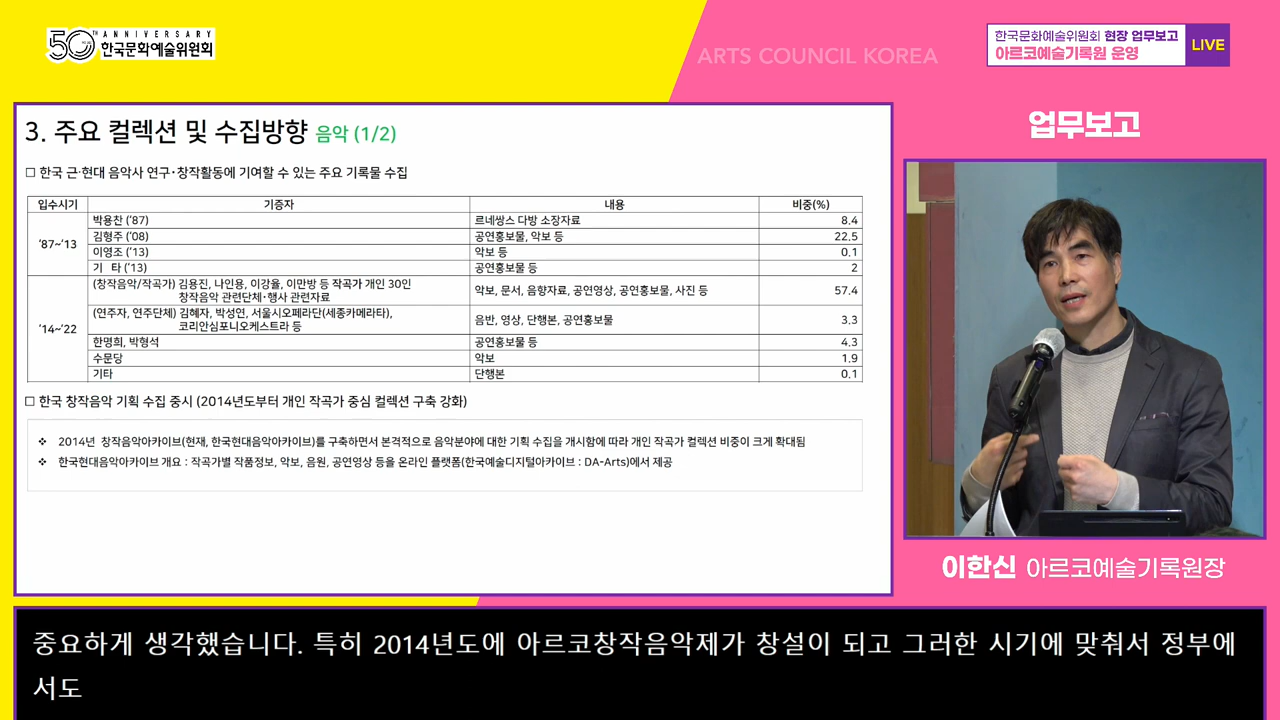 50TH ANNIVERSARY
한국문화예술위원회
ARTS COUNCIL KOREA
한국문화예술위원회 현장 업무보고
아르코예술기록원 운영
LIVE
3. 주요 컬렉션 및 수집방향 음악 (1/2)
□ 한국 근·현대 음악사 연구·창작활동에 기여할 수 있는 주요 기록물 수집
입수시기 기증자 내용 비중(%)
‘87~‘13
박용찬 (‘87) 르네쌍스 다방 소장자료 8.4
김형주 (‘08) 공연홍보물, 악보 등 22.5
이영조 (‘13) 악보 등 0.1
기 타 (‘13) 공연홍보물 등 2
‘14~‘22
(창작음악/작곡가) 김용진, 나인용, 이강율, 이만방 등 작곡가 개인 30인
창작음악 관련단체·행사 관련자료
악보, 문서, 음향자료, 공연영상, 공연홍보물, 사진 등 57.4
(연주자, 연주단체) 김혜자, 박성연, 서울시오페라단(세종카메라타),
코리안심포니오케스트라 등
음반, 영상, 단행본, 공연홍보물 3.3
한명희, 박형석 공연홍보물 등 4.3
수문당 악보 1.9
기타 단행본 0.1
□ 한국 창작음악 기획 수집 중시 (2014년도부터 개인 작곡가 중심 컬렉션 구축 강화)
❖ 2014년 창작음악아카이브(현재, 한국현대음악아카이브)를 구축하면서 본격적으로 음악분야에 대한 기획 수집을 개시함에 따라 개인 작곡가 컬렉션 비중이 크게 확대됨
❖ 한국현대음악아카이브 개요 : 작곡가별 작품정보, 악보, 음원, 공연영상 등을 온라인 플랫폼(한국예술디지털아카이브 : DA-Arts)에서 제공
업무보고
이한신 아르코예술기록원장
중요하게 생각했습니다. 특히 2014년도에 아르코창작음악제가 창설이 되고 그러한 시기에 맞춰서 정부에
서도